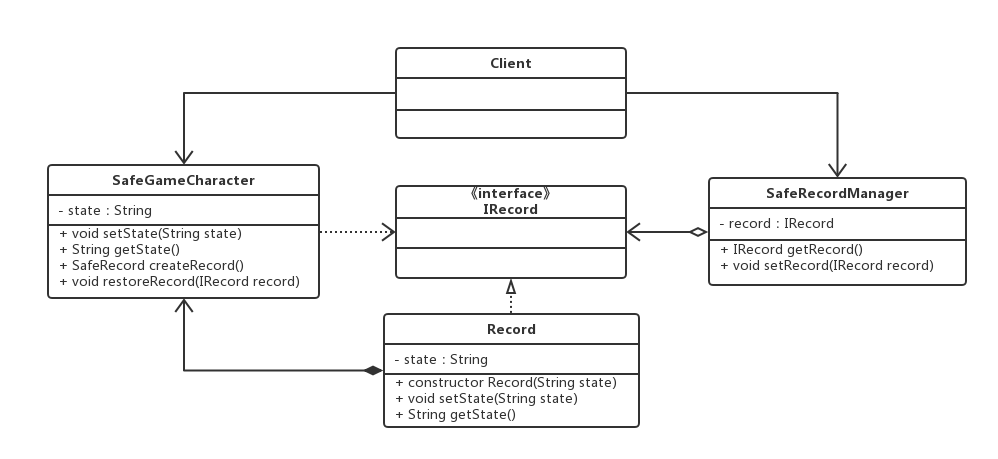 Client
SafeGameCharacter
- state : String
+ void setState(String state)
+ String getState()
+ SafeRecord createRecord()
+ void restoreRecord(IRecord record)
《interface》
IRecord
SafeRecordManager
- record : IRecord
+ IRecord getRecord()
+ void setRecord(IRecord record)
Record
- state : String
+ constructor Record(String state)
+ void setState(String state)
+ String getState()